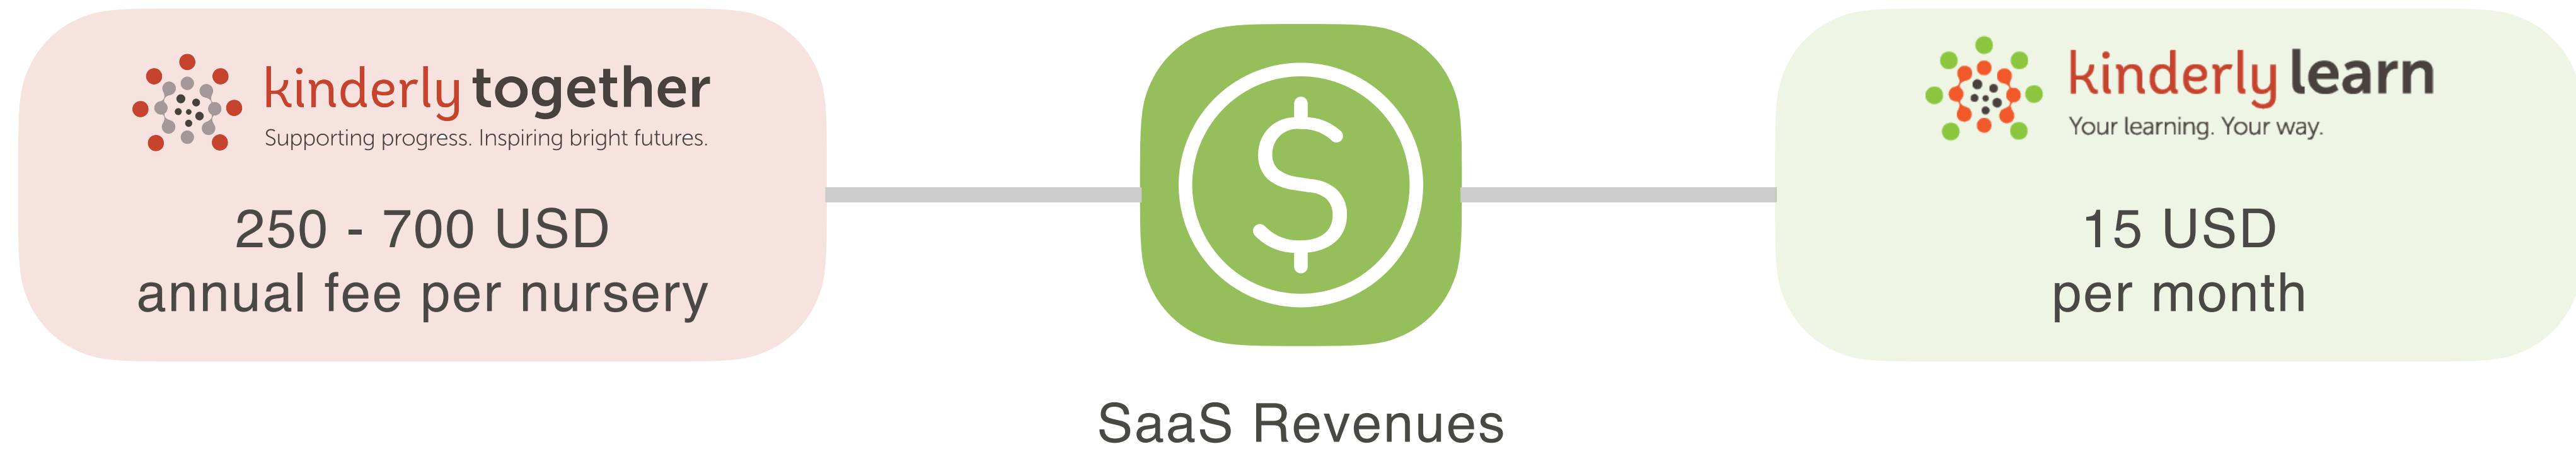 kinderly together
Supporting progress. Inspiring bright futures.
250 - 700 USD
annual fee per nursery
$
SaaS Revenues
kinderly learn
Your learning. Your way.
15 USD
per month